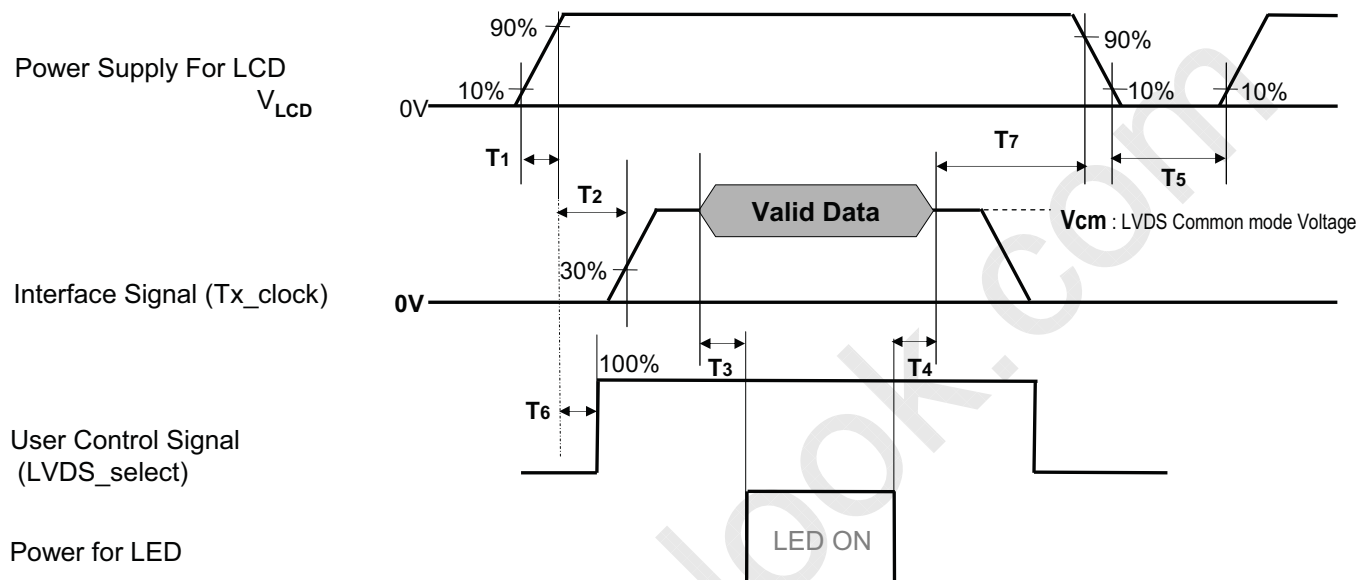 90%
90%
Power Supply For LCD
VLCD
10%
10%
10%
0V
T1
T7
T5
T2
Valid Data
Vcm : LVDS Common mode Voltage
30%
Interface Signal (Tx_clock)
0V
T3
T4
100%
T6
User Control Signal
(LVDS_select)
Power for LED
LED ON
look.com